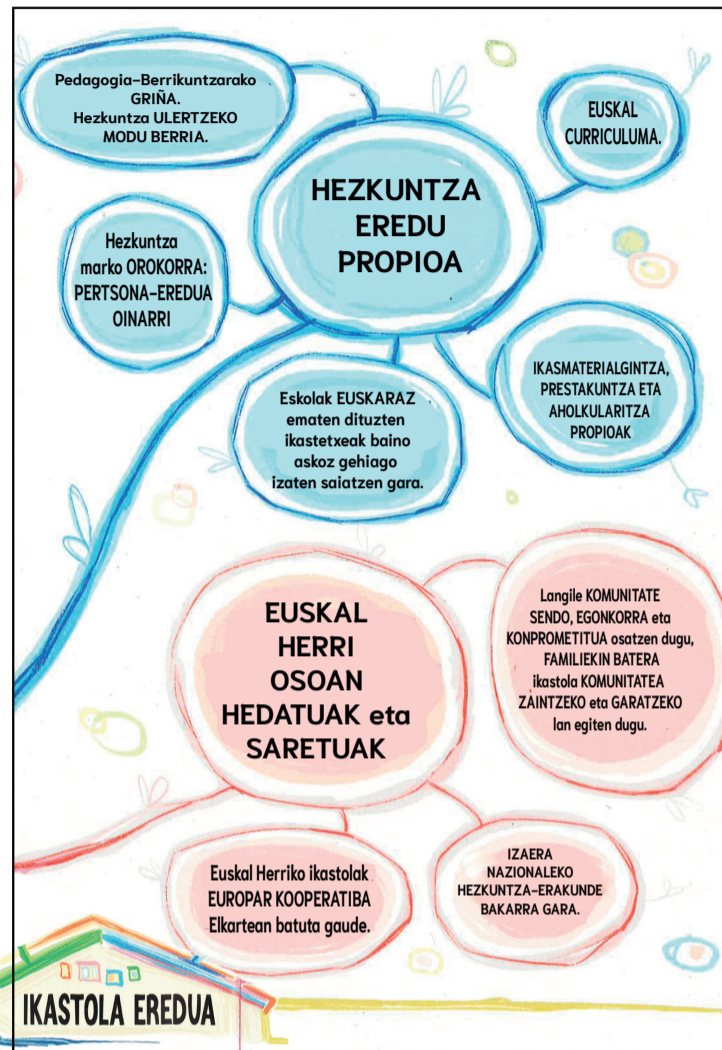 Pedagogia-Berrikuntzarako
GRIÑA.
Hezkuntza ULERTZEKO
MODU BERRIA.
EUSKAL
CURRICULUMA.
HEZKUNTZA
EREDU
PROPIOA
Hezkuntza
marko OROKORRA:
PERTSONA-EREDUA
OINARRI
IKASMATERIALGINTZA,
PRESTAKUNTZA ETA
AHOLKULARITZA
PROPIOAK
Eskolak EUSKARAZ
ematen dituzten
ikastetxeak baino
askoz gehiago
izaten saiatzen gara.
EUSKAL
HERRI
OSOAN
HEDATUAK eta
SARETUAK
Langile KOMUNITATE
SENDO, EGONKORRA eta
KONPROMETITUA osatzen dugu,
FAMILIEKIN BATERA
ikastola KOMUNITATEA
ZAINTZEKO eta GARATZEKO
lan egiten dugu.
Euskal Herriko ikastolak
EUROPAR KOOPERATIBA
Elkartean batuta gaude.
IZAERA
NAZIONALEKO
HEZKUNTZA-ERAKUNDE
BAKARRA GARA.
IKASTOLA EREDUA